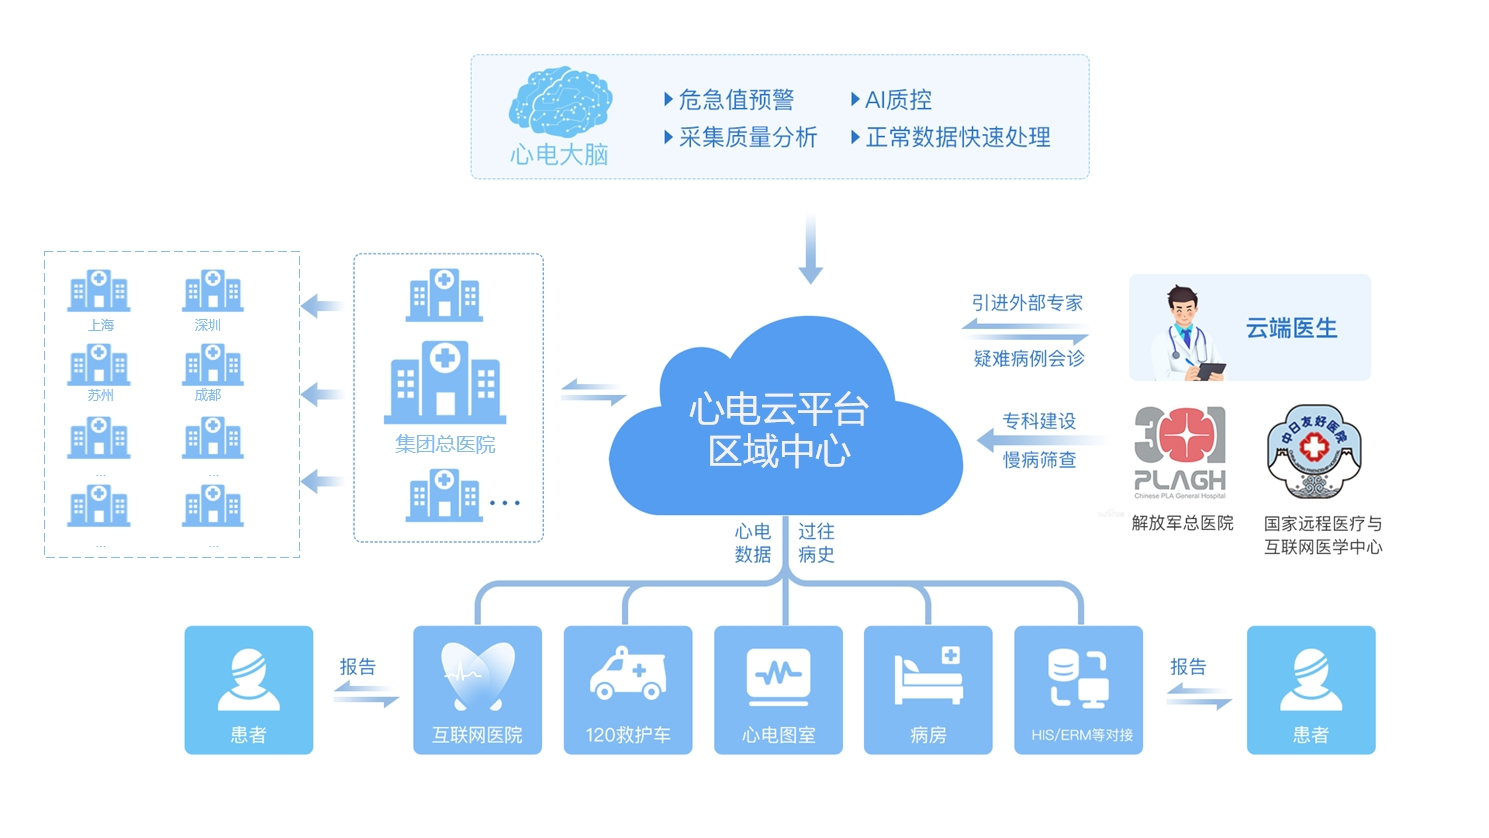 心电大脑
危急值预警
AI质控
采集质量分析
正常数据快速处理
上海
深圳
苏州
成都
...
...
...
...
集团总医院
...
心电云平台
区域中心
引进外部专家
疑难病例会诊
云端医生
专科建设
慢病筛查
301
PLAGH
Chinese PLA General Hospital
解放军总医院
中日友好医院
国家远程医疗与
互联网医学中心
心电
数据
过往
病史
患者
报告
互联网医院
120救护车
心电图室
病房
HIS/ERM等对接
报告
患者